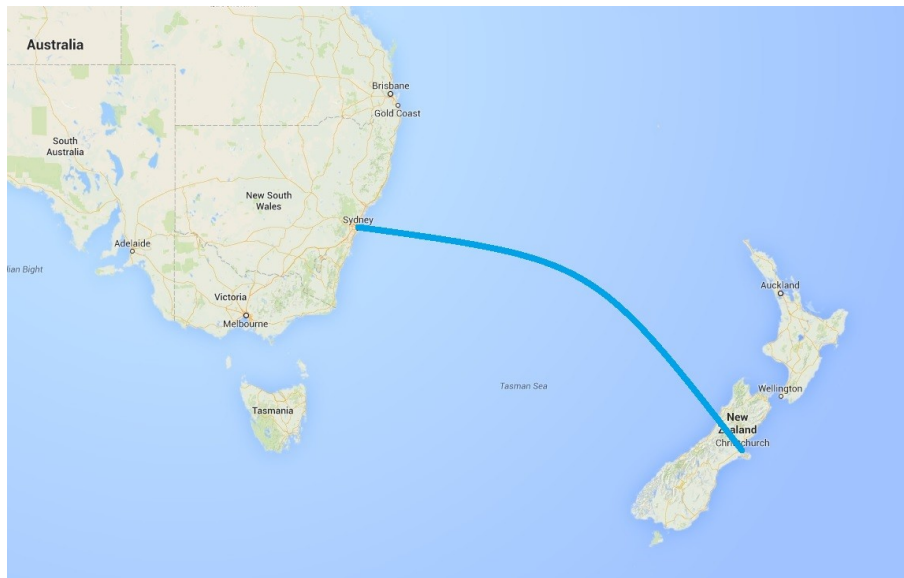 Australia
Brisbane
Gold Coast
South
Australia
New South
Wales
Sydney
Adelaide
ian Bight
Victoria
Melbourne
Auckland
Tasman Sea
Wellington
Tasmania
New
Zealand
Christchurch